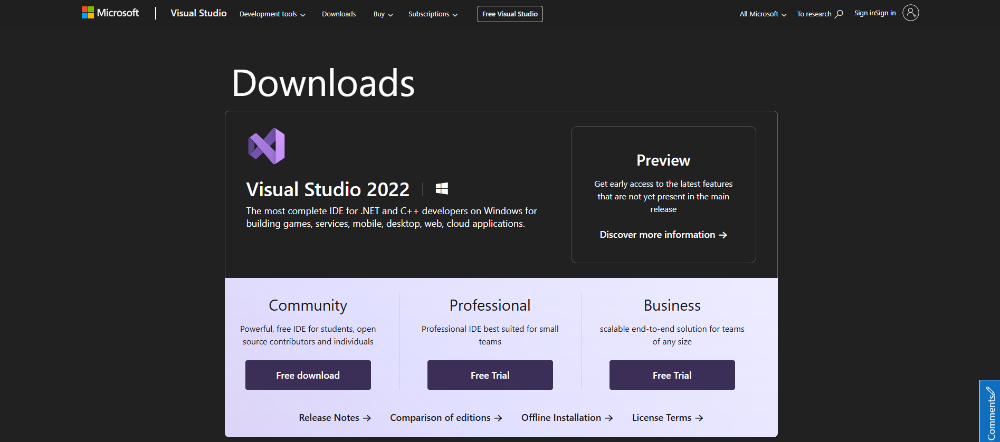 Microsoft
Visual Studio
Development tools
Downloads
Buy
Subscriptions
Free Visual Studio
All Microsoft
To research
Sign inSign in
Downloads
Visual Studio 2022
The most complete IDE for .NET and C++ developers on Windows for
building games, services, mobile, desktop, web, cloud applications.
Preview
Get early access to the latest features
that are not yet present in the main
release
Discover more information →
Community
Powerful, free IDE for students, open
source contributors and individuals
Free download
Professional
Professional IDE best suited for small
teams
Free Trial
Business
scalable end-to-end solution for teams
of any size
Free Trial
Release Notes →
Comparison of editions →
Offline Installation →
License Terms →
Comments